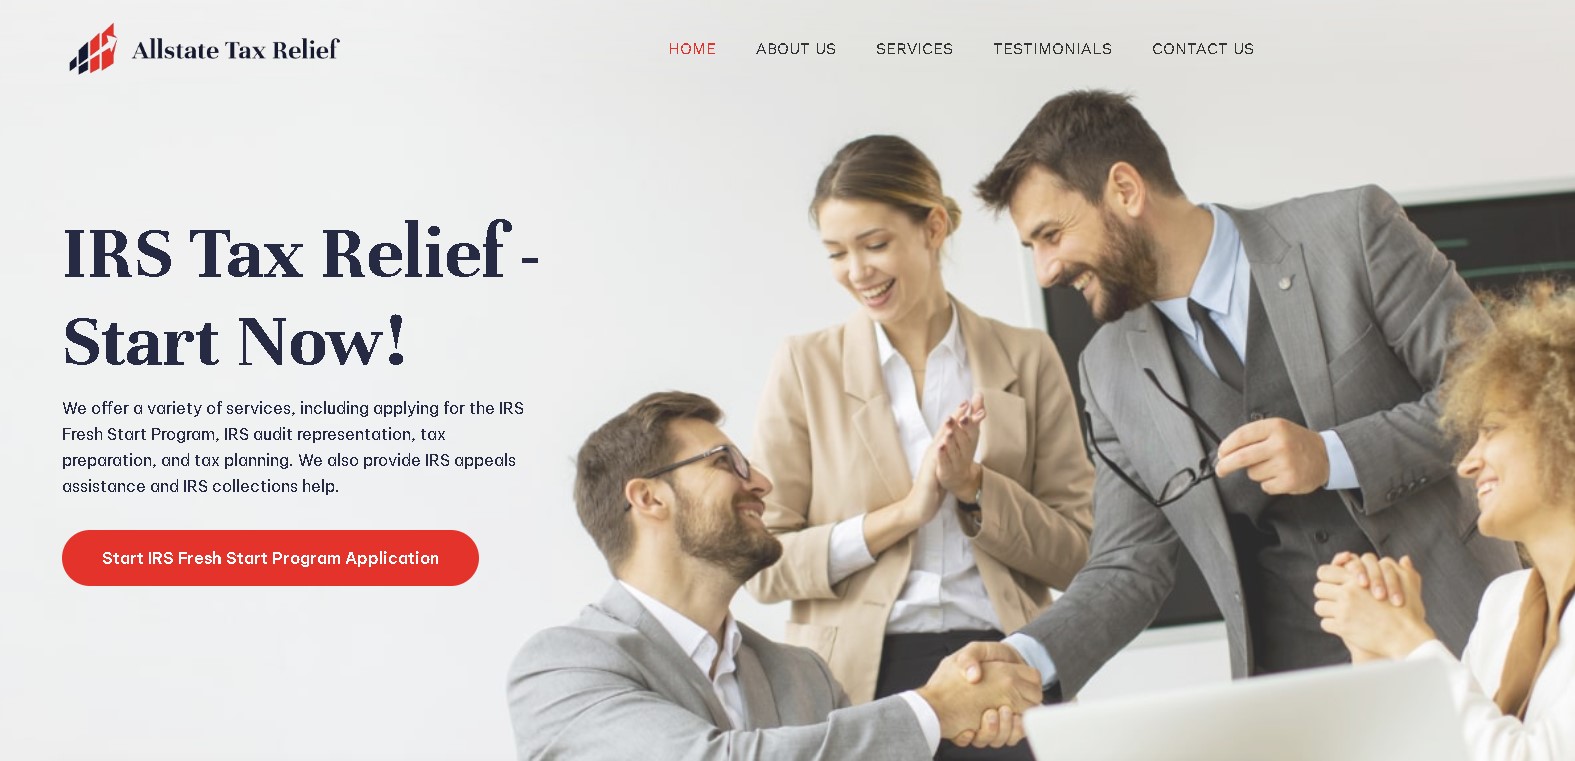 Allstate Tax Relief
HOME ABOUT US SERVICES TESTIMONIALS CONTACT US
IRS Tax Relief -
Start Now!
We offer a variety of services, including applying for the IRS
Fresh Start Program, IRS audit representation, tax
preparation, and tax planning. We also provide IRS appeals
assistance and IRS collections help.
Start IRS Fresh Start Program Application